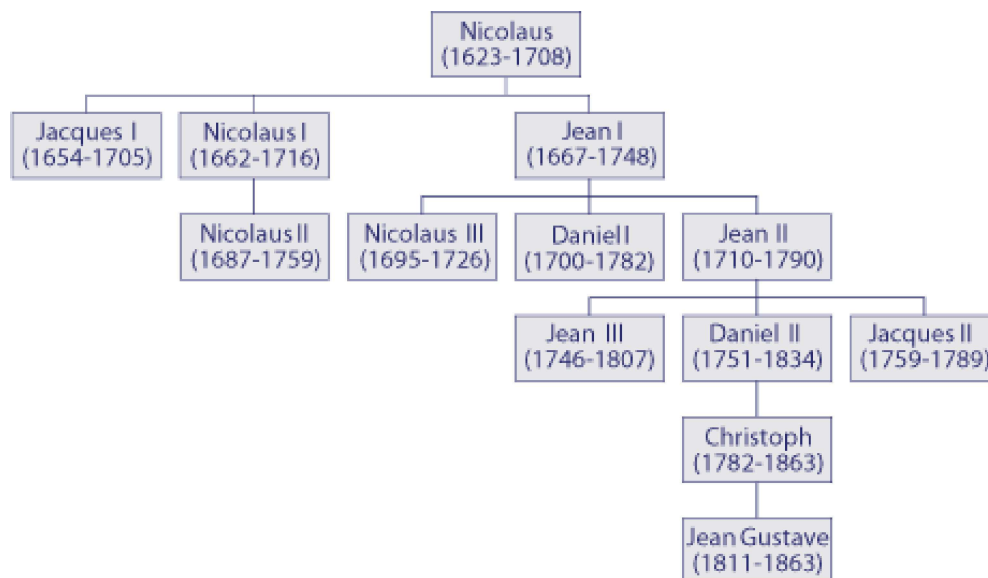 Nicolaus
(1623-1708)
Jacques I
(1654-1705)
Nicolaus I
(1662-1716)
Jean I
(1667-1748)
Nicolaus II
(1687-1759)
Nicolaus III
(1695-1726)
Daniel I
(1700-1782)
Jean II
(1710-1790)
Jean III
(1746-1807)
Daniel II
(1751-1834)
Jacques II
(1759-1789)
Christoph
(1782-1863)
Jean Gustave
(1811-1863)